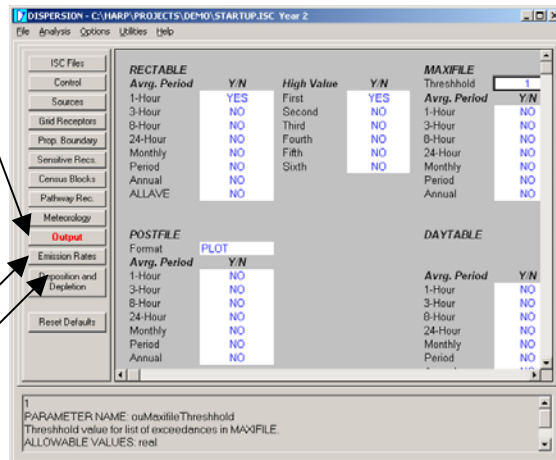 DISPERSION - C:\HARP\PROJECTS\DEMO\STARTUP.ISC Year 2
File Analysis Options Utilities Help
ISC Files
Control
Sources
Grid Receptors
Prop. Boundary
Sensitive Recs.
Census Blocks
Pathway Rec.
Meteorology
Output
Emission Rates
Deposition and
Depletion
Reset Defaults
RECTABLE MAXIFILE
Avrg. Period Y/N High Value Y/N Threshhold 1
1-Hour YES First YES Avrg. Period Y/N
3-Hour NO Second NO 1-Hour NO
8-Hour NO Third NO 3-Hour NO
24-Hour NO Fourth NO 8-Hour NO
Monthly NO Fifth NO 24-Hour NO
Period NO Sixth NO Monthly NO
Annual NO Period NO
ALLAVE NO Annual NO
POSTFILE DAYTABLE
Format PLOT
Avrg. Period Y/N
1-Hour NO Avrg. Period Y/N
3-Hour NO 1-Hour NO
8-Hour NO 3-Hour NO
24-Hour NO 8-Hour NO
Monthly NO 24-Hour NO
Period NO Monthly NO
Annual NO Period NO
1
PARAMETER NAME: ouMaxifileThreshhold
Threshhold value for list of exceedances in MAXIFILE.
ALLOWABLE VALUES: real